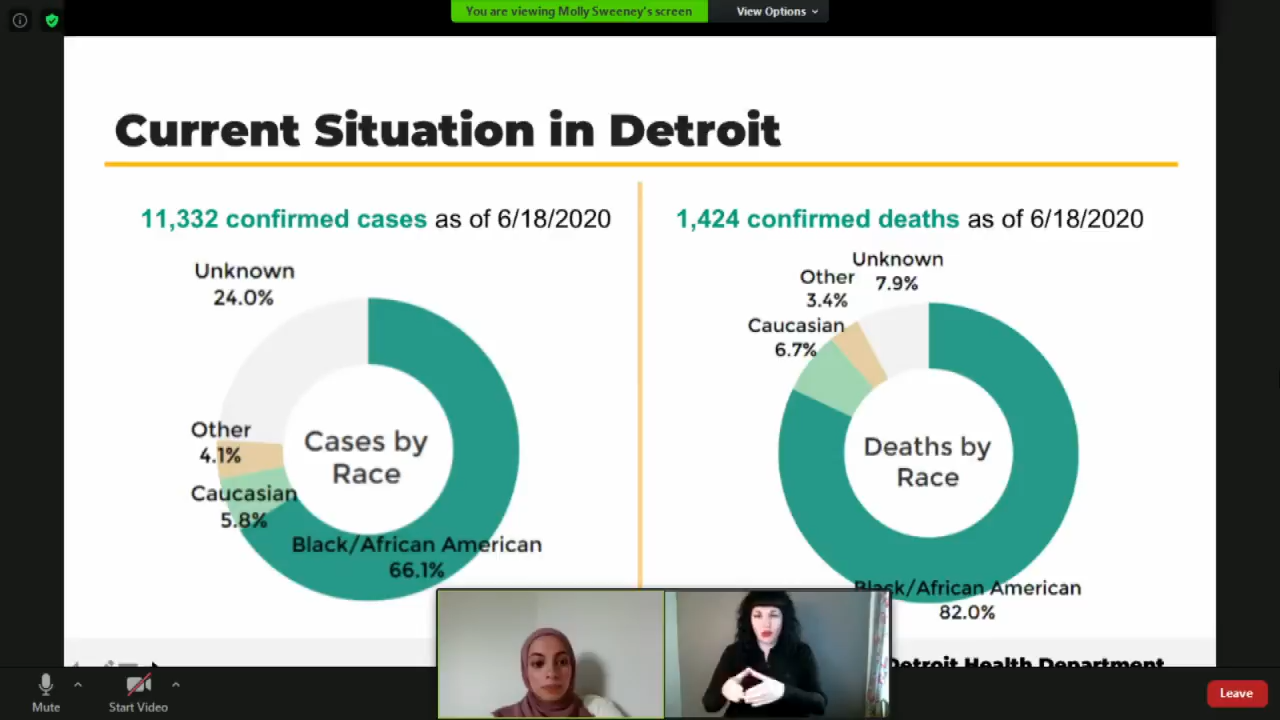 You are viewing Molly Sweeney's screen
View Options
Current Situation in Detroit
11,332 confirmed cases as of 6/18/2020
Unknown
24.0%
Other
4.1%
Caucasian
5.8%
Cases by
Race
Black/African American
66.1%
1,424 confirmed deaths as of 6/18/2020
Unknown
7.9%
Other
3.4%
Caucasian
6.7%
Deaths by
Race
Black/African American
82.0%
Detroit Health Department
Mute
Start Video
Leave